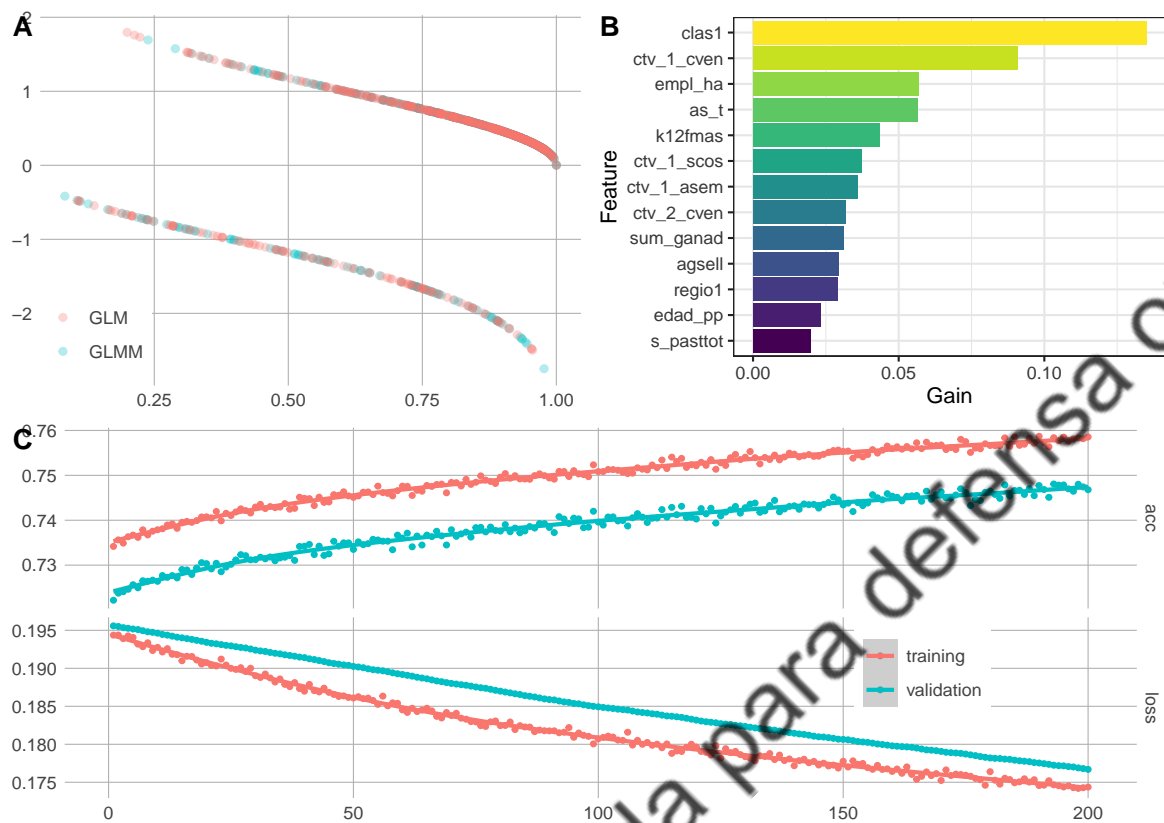 A
2
1
0
−1
−2
GLM
GLMM
0.25 0.50 0.75 1.00
B
Feature
clas1
ctv_1_cven
empl_ha
as_t
k12fmas
ctv_1_scos
ctv_1_asem
ctv_2_cven
sum_ganad
agsell
regio1
edad_pp
s_pasttot
0.00 0.05 0.10
Gain
C
0.76
0.75
0.74
0.73
acc
0.195
0.190
0.185
0.180
0.175
loss
training
validation
0 50 100 150 200
la para defensa